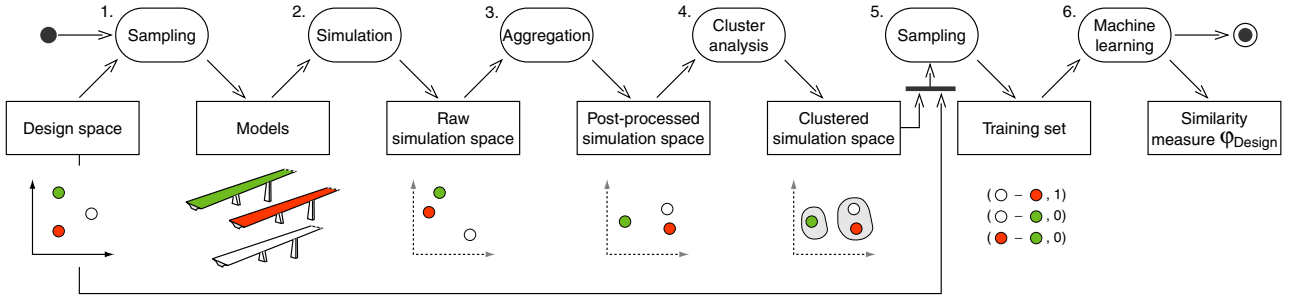 1.
Sampling
2.
Simulation
3.
Aggregation
4.
Cluster
analysis
5.
Sampling
6.
Machine
learning
Design space
Models
Raw
simulation space
Post-processed
simulation space
Clustered
simulation space
Training set
Similarity
measure φDesign
( – , 1)
( – , 0)
( – , 0)